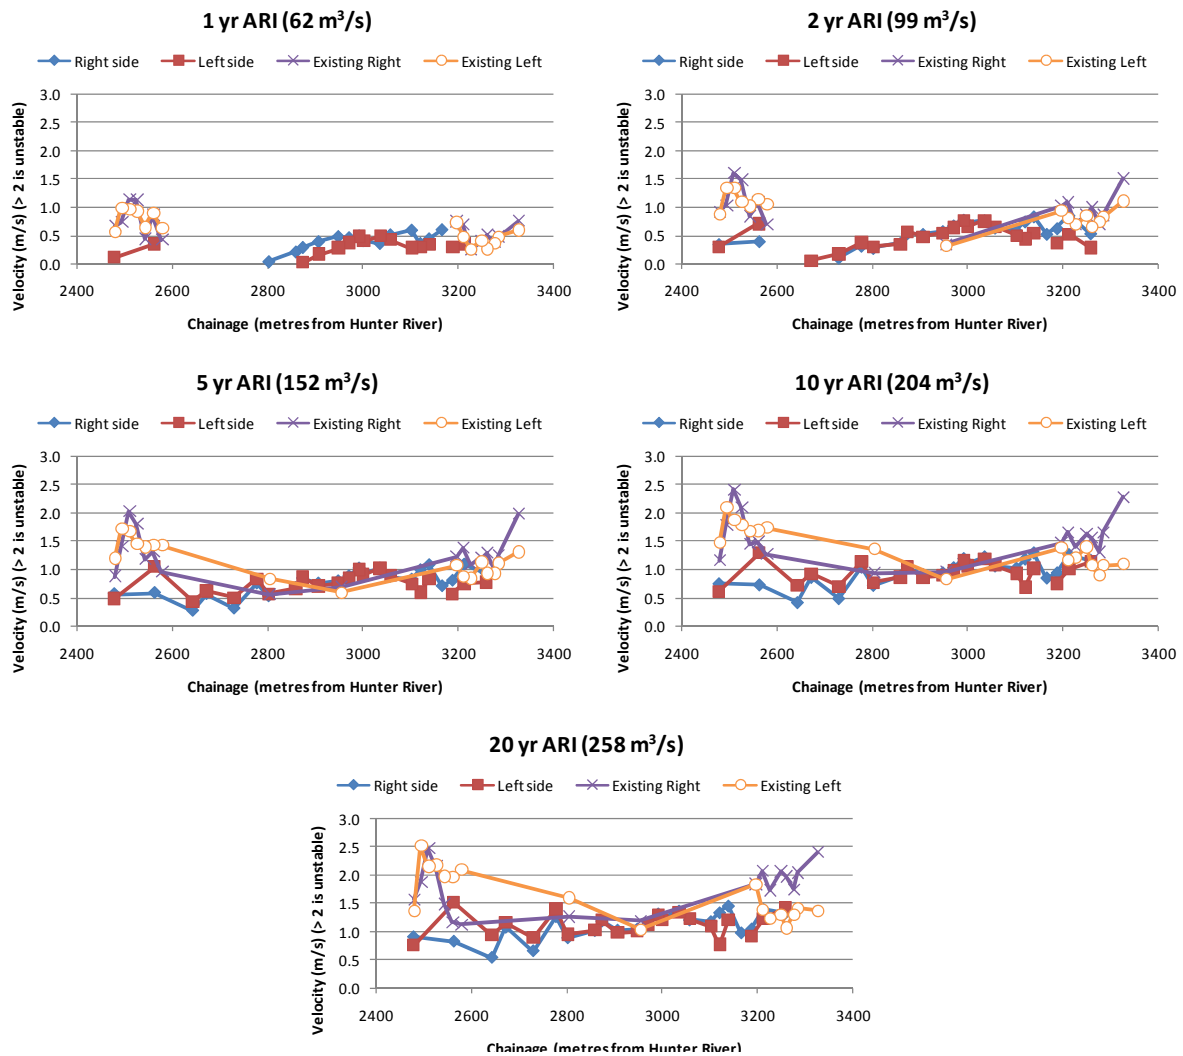 1 yr ARI (62 m³/s)
Right side Left side Existing Right Existing Left
Velocity (m/s) (> 2 is unstable)
3.0
2.5
2.0
1.5
1.0
0.5
0.0
2400 2600 2800 3000 3200 3400
Chainage (metres from Hunter River)
2 yr ARI (99 m³/s)
Right side Left side Existing Right Existing Left
Velocity (m/s) (> 2 is unstable)
3.0
2.5
2.0
1.5
1.0
0.5
0.0
2400 2600 2800 3000 3200 3400
Chainage (metres from Hunter River)
5 yr ARI (152 m³/s)
Right side Left side Existing Right Existing Left
Velocity (m/s) (> 2 is unstable)
3.0
2.5
2.0
1.5
1.0
0.5
0.0
2400 2600 2800 3000 3200 3400
Chainage (metres from Hunter River)
10 yr ARI (204 m³/s)
Right side Left side Existing Right Existing Left
Velocity (m/s) (> 2 is unstable)
3.0
2.5
2.0
1.5
1.0
0.5
0.0
2400 2600 2800 3000 3200 3400
Chainage (metres from Hunter River)
20 yr ARI (258 m³/s)
Right side Left side Existing Right Existing Left
Velocity (m/s) (> 2 is unstable)
3.0
2.5
2.0
1.5
1.0
0.5
0.0
2400 2600 2800 3000 3200 3400
Chainage (metres from Hunter River)